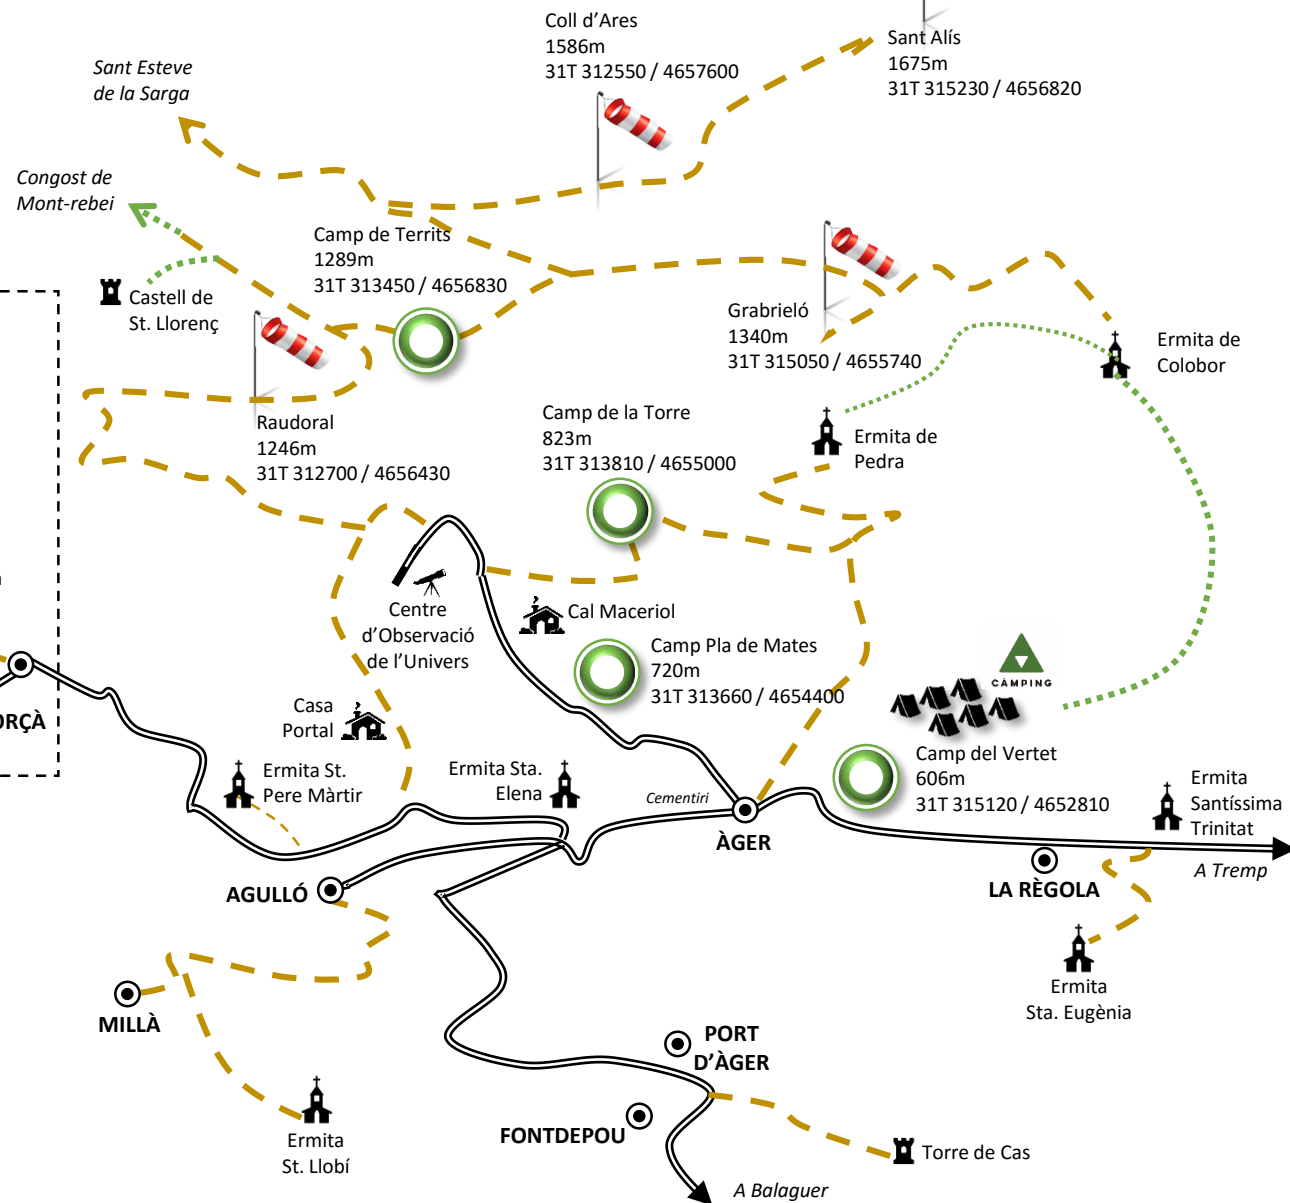 Coll d'Ares
1586m
31T 312550 / 4657600
Sant Alís
1675m
31T 315230 / 4656820
Sant Esteve
de la Sarga
Congost de
Mont-rebei
Camp de Territs
1289m
31T 313450 / 4656830
Castell de
St. Llorenç
Grabrieló
1340m
31T 315050 / 4655740
Ermita de
Colobor
Raudoral
1246m
31T 312700 / 4656430
Camp de la Torre
823m
31T 313810 / 4655000
Ermita de
Pedra
Centre
d'Observació
de l'Univers
Cal Maceriol
Camp Pla de Mates
720m
31T 313660 / 4654400
CÀMPING
ORÇÀ
Casa
Portal
Ermita St.
Pere Màrtir
Ermita Sta.
Elena
Cementiri
Camp del Vertet
606m
31T 315120 / 4652810
Ermita
Santíssima
Trinitat
ÀGER
A Tremp
AGULLÓ
LA RÈGOLA
Ermita
Sta. Eugènia
MILLÀ
PORT
D'ÀGER
FONTDEPOU
Ermita
St. Llobí
Torre de Cas
A Balaguer